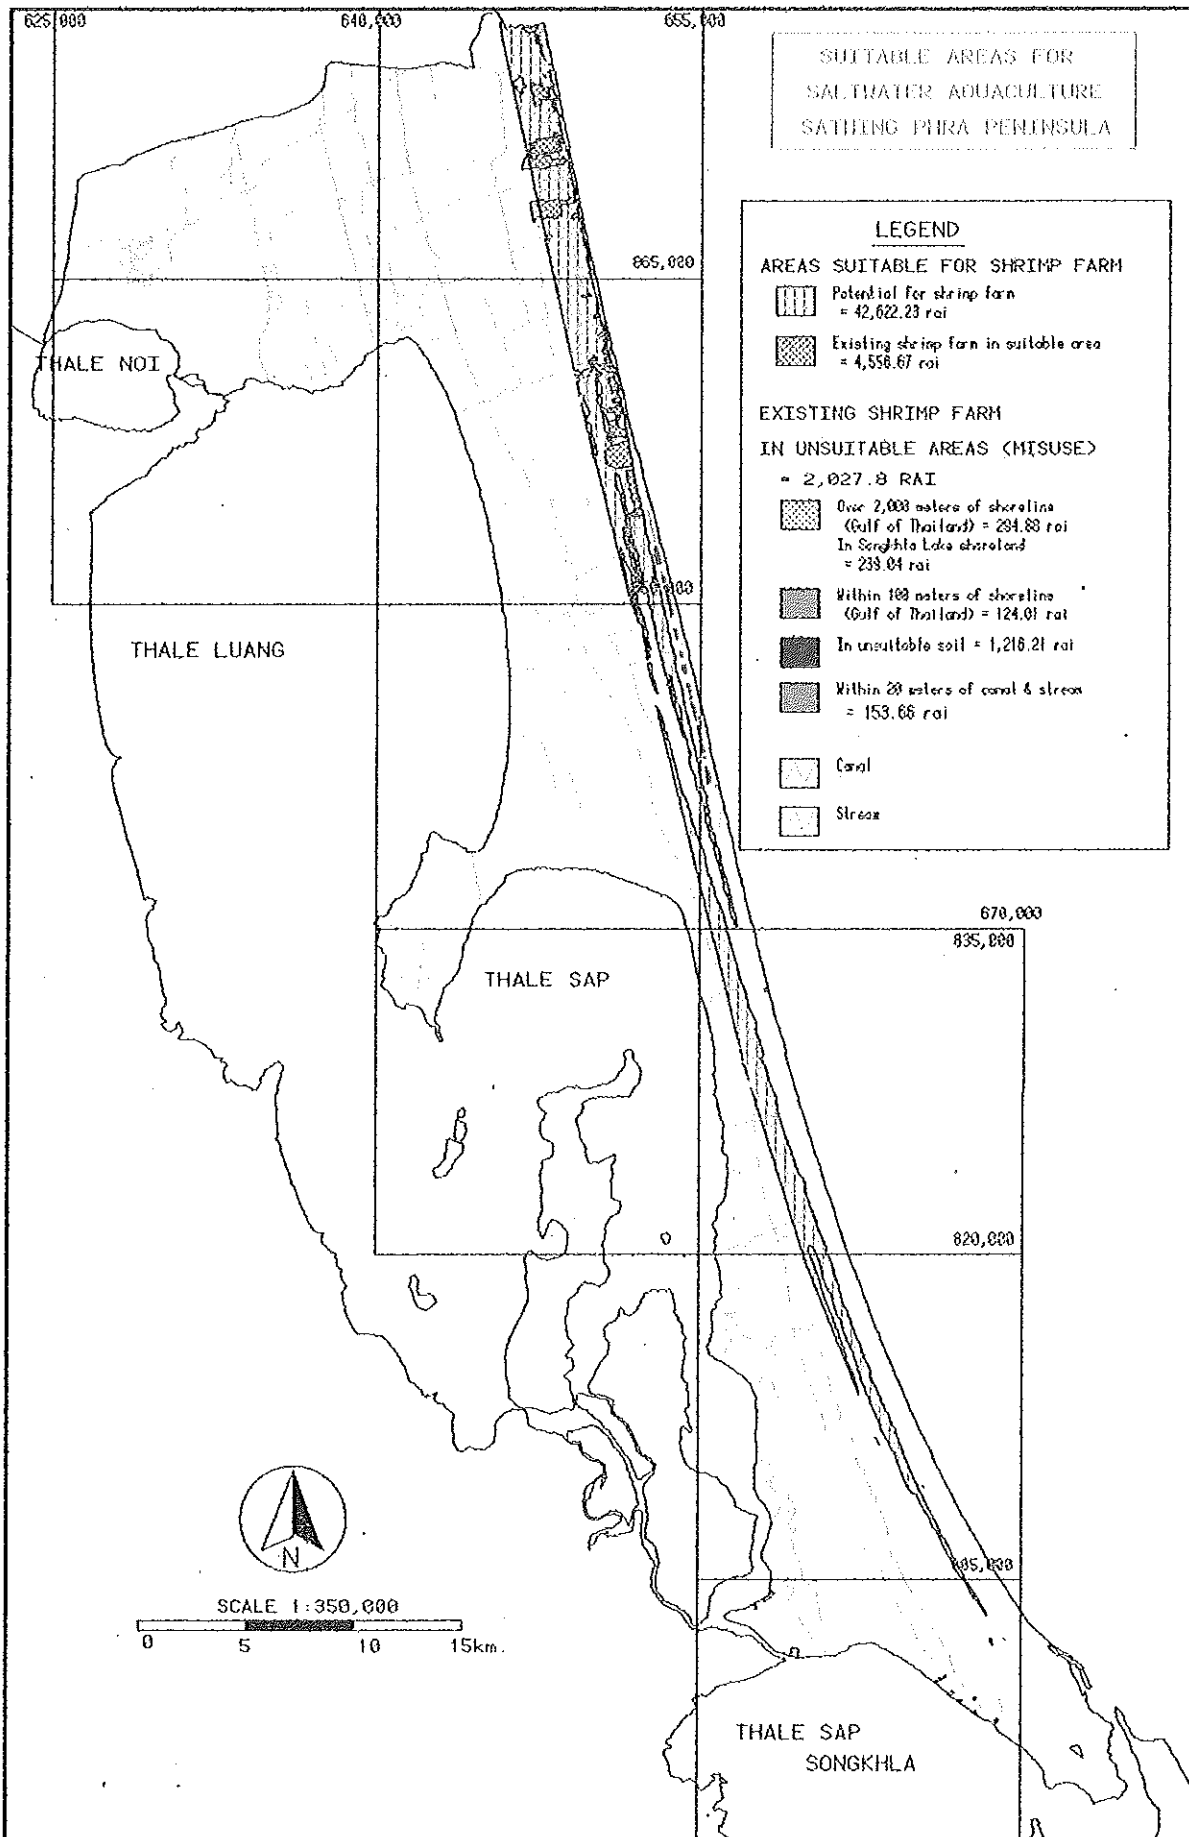 625,000
640,000
655,000
SUITABLE AREAS FOR
SALTWATER AQUACULTURE
SATHING PHRA PENINSULA
LEGEND
AREAS SUITABLE FOR SHRIMP FARM
Potential for shrimp farm
= 42,622.23 rai
Existing shrimp farm in suitable area
= 4,556.67 rai
EXISTING SHRIMP FARM
IN UNSUITABLE AREAS (MISUSE)
= 2,027.8 RAI
Over 2,000 meters of shoreline
(Gulf of Thailand) = 294.88 rai
In Songkhla Lake shoreland
= 239.04 rai
Within 100 meters of shoreline
(Gulf of Thailand) = 124.01 rai
In unsuitable soil = 1,216.21 rai
Within 20 meters of canal & stream
= 153.66 rai
Canal
Stream
865,000
THALE NOI
THALE LUANG
670,000
835,000
THALE SAP
820,000
N
SCALE 1:350,000
0 5 10 15km.
THALE SAP
SONGKHLA